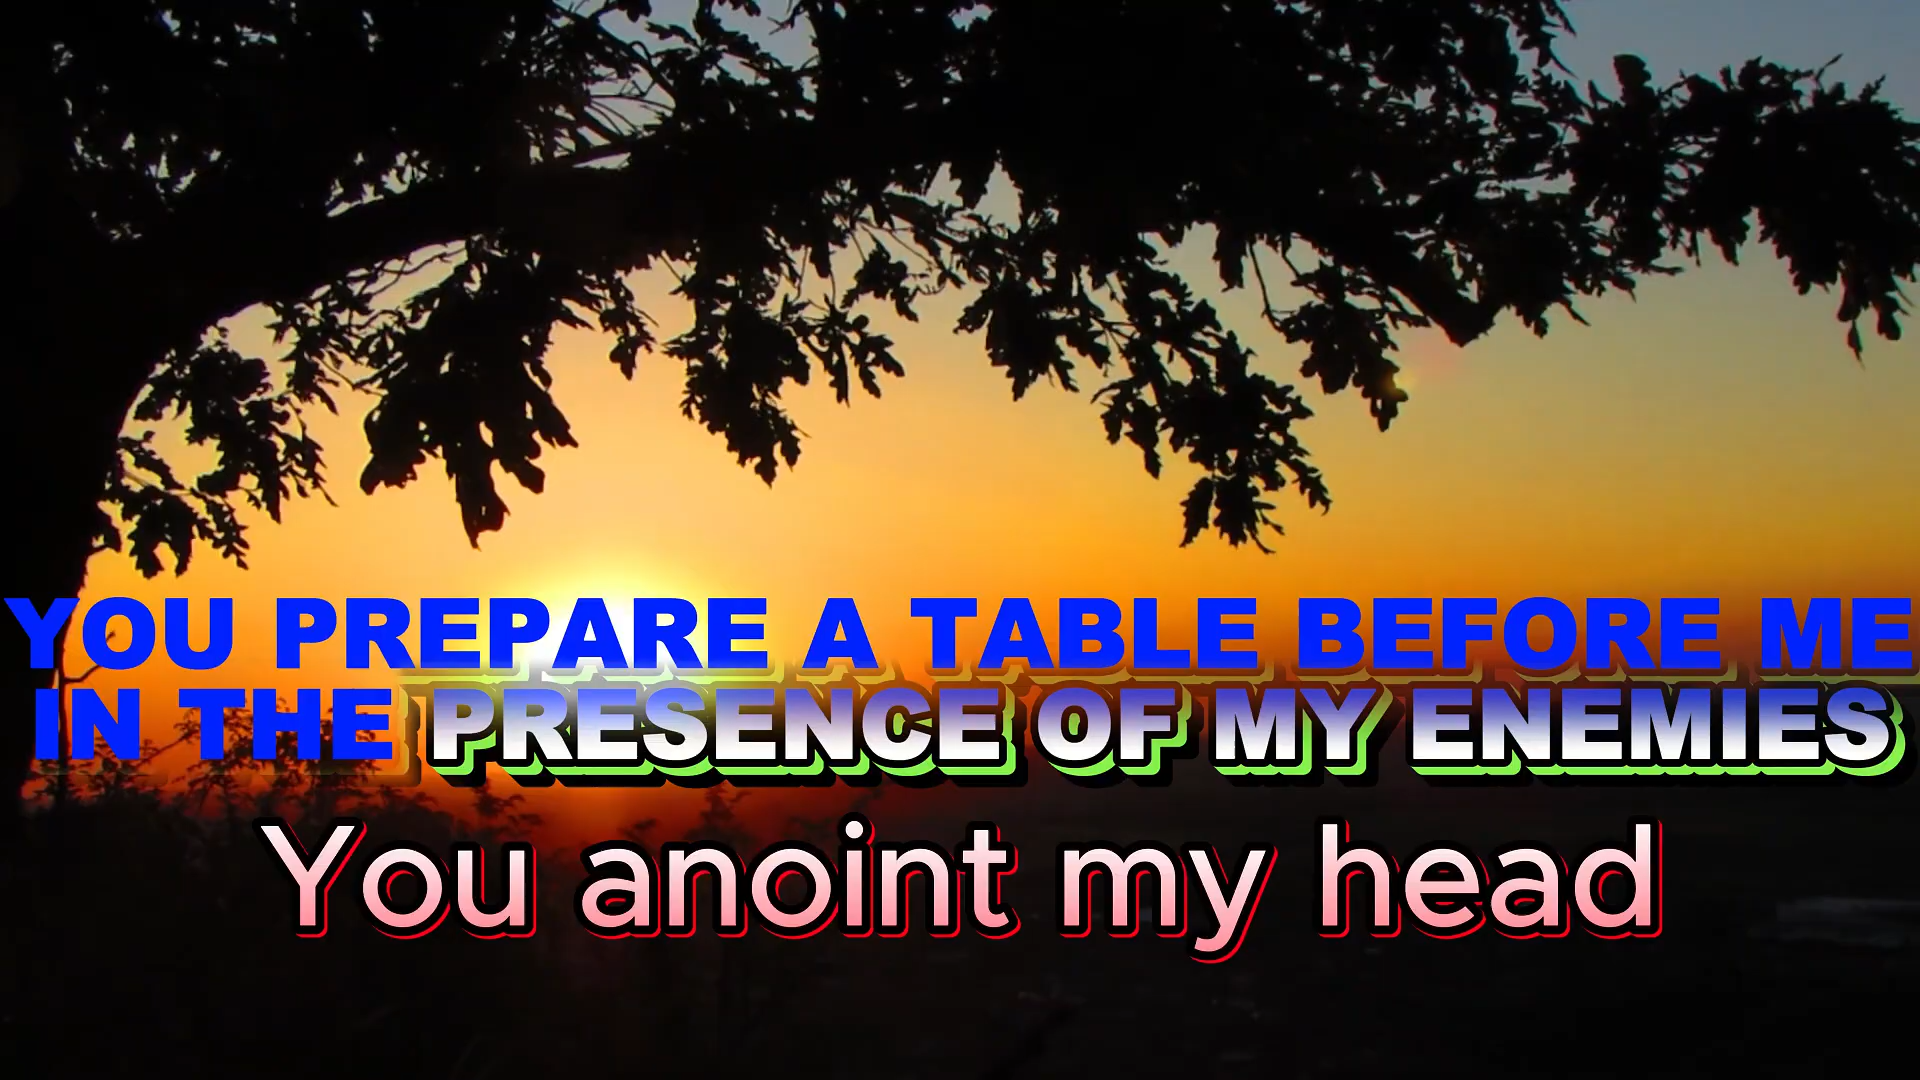 YOU PREPARE A TABLE BEFORE ME
IN THE PRESENCE OF MY ENEMIES
You anoint my head